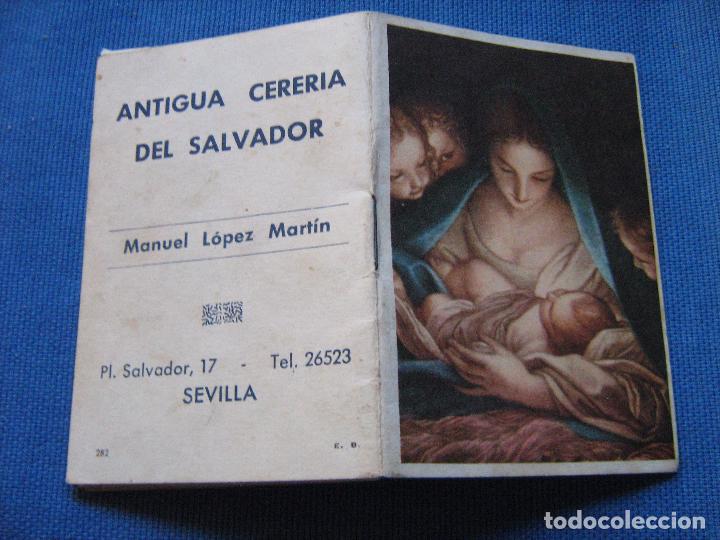 ANTIGUA CERERIA
DEL SALVADOR
Manuel López Martín
Pl. Salvador, 17 - Tel. 26523
SEVILLA
282 E. B.
todocoleccion